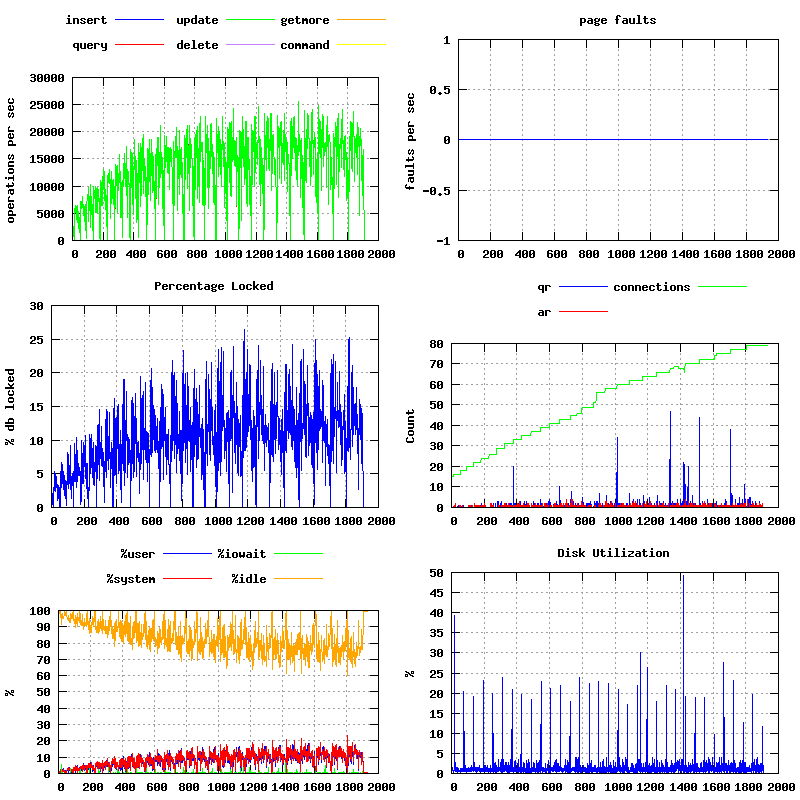 insert update getmore
query delete command
operations per sec
30000
25000
20000
15000
10000
5000
0
0 200 400 600 800 1000 1200 1400 1600 1800 2000
page faults
faults per sec
1
0.5
0
-0.5
-1
0 200 400 600 800 1000 1200 1400 1600 1800 2000
Percentage Locked
% db locked
30
25
20
15
10
5
0
0 200 400 600 800 1000 1200 1400 1600 1800 2000
qr connections
ar
Count
80
70
60
50
40
30
20
10
0
0 200 400 600 800 1000 1200 1400 1600 1800 2000
%user %iowait
%system %idle
%
100
90
80
70
60
50
40
30
20
10
0
0 200 400 600 800 1000 1200 1400 1600 1800 2000
Disk Utilization
%
50
45
40
35
30
25
20
15
10
5
0
0 200 400 600 800 1000 1200 1400 1600 1800 2000